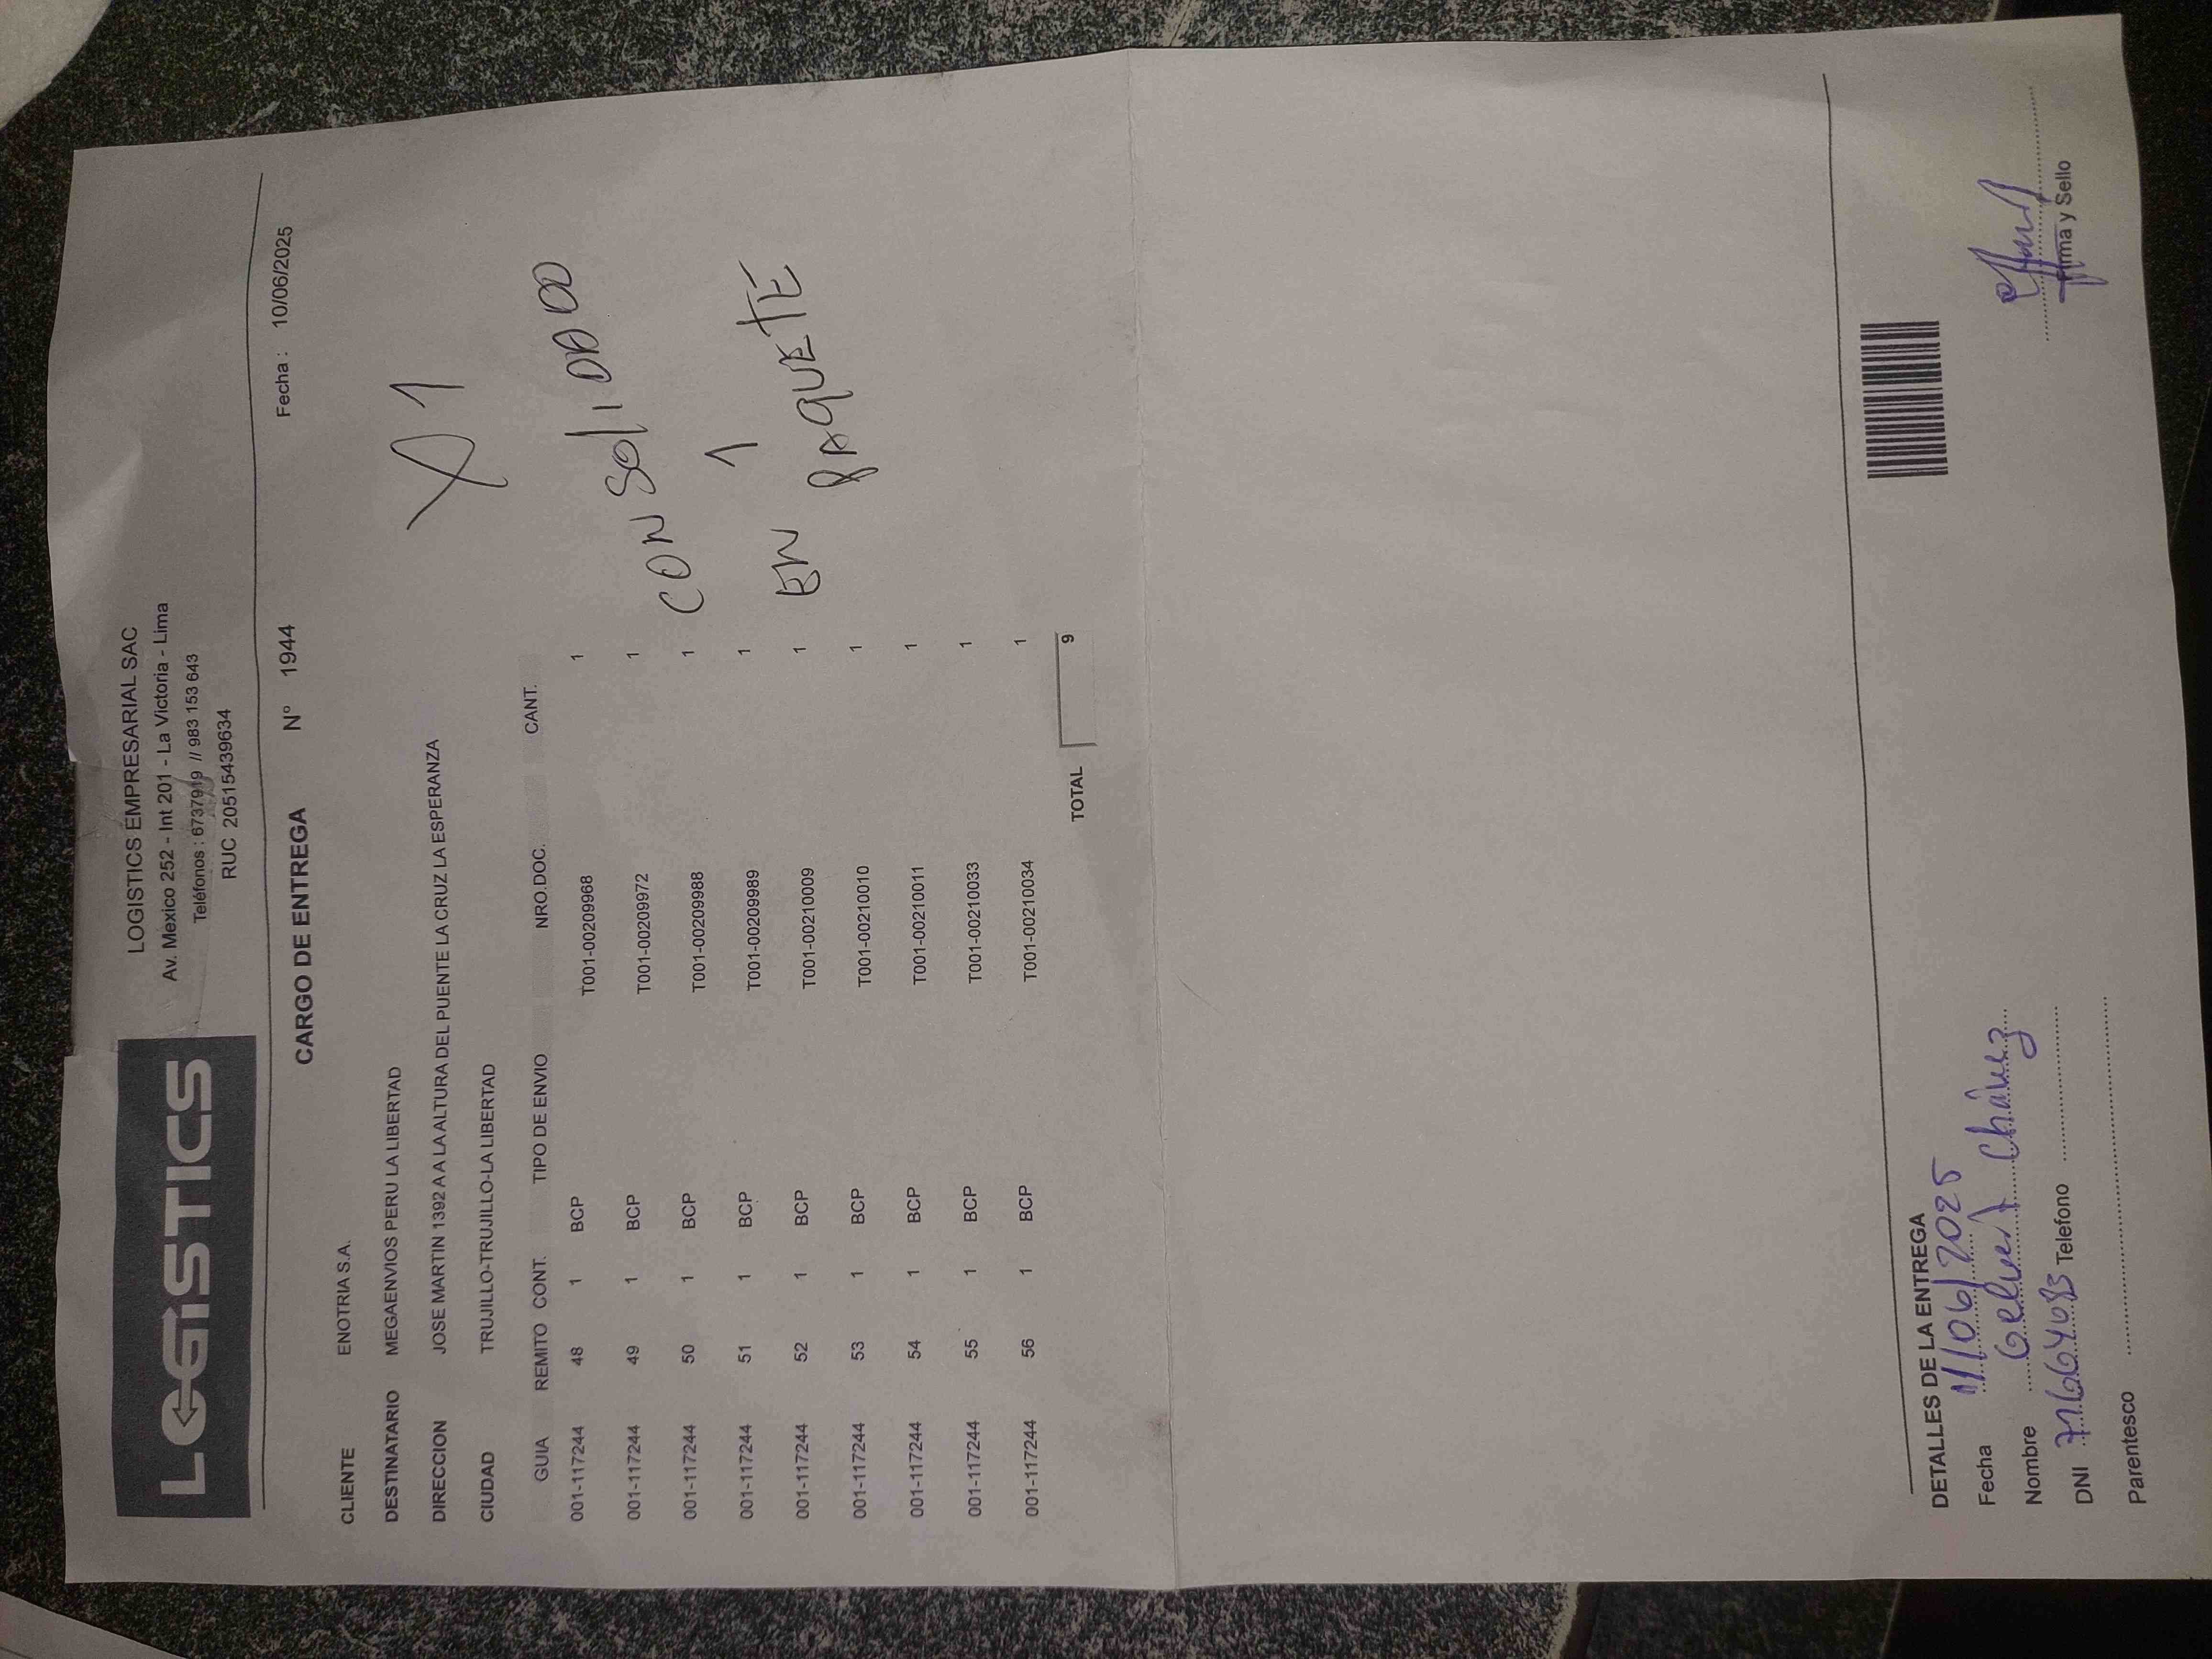 LOGISTICS
LOGISTICS EMPRESARIAL SAC
Av. Mexico 252 - Int 201 - La Victoria - Lima
Teléfonos : 6737919 // 983 153 643
RUC 20515439634
CARGO DE ENTREGA N° 1944 Fecha : 10/06/2025
CLIENTE ENOTRIA S.A.
DESTINATARIO MEGAENVIOS PERU LA LIBERTAD
DIRECCION JOSE MARTIN 1392 A A LA ALTURA DEL PUENTE LA CRUZ LA ESPERANZA
CIUDAD TRUJILLO-TRUJILLO-LA LIBERTAD
X1
GUIA REMITO CONT. TIPO DE ENVIO NRO.DOC. CANT.
001-117244 48 1 BCP T001-00209968 1
001-117244 49 1 BCP T001-00209972 1
001-117244 50 1 BCP T001-00209988 1
001-117244 51 1 BCP T001-00209989 1
001-117244 52 1 BCP T001-00210009 1
001-117244 53 1 BCP T001-00210010 1
001-117244 54 1 BCP T001-00210011 1
001-117244 55 1 BCP T001-00210033 1
001-117244 56 1 BCP T001-00210034 1
TOTAL 9
CONSOLIDADO
1
EN PAQUETE
DETALLES DE LA ENTREGA
Fecha 11/06/2025
Nombre Chávez
DNI Telefono
Parentesco
Firma y Sello